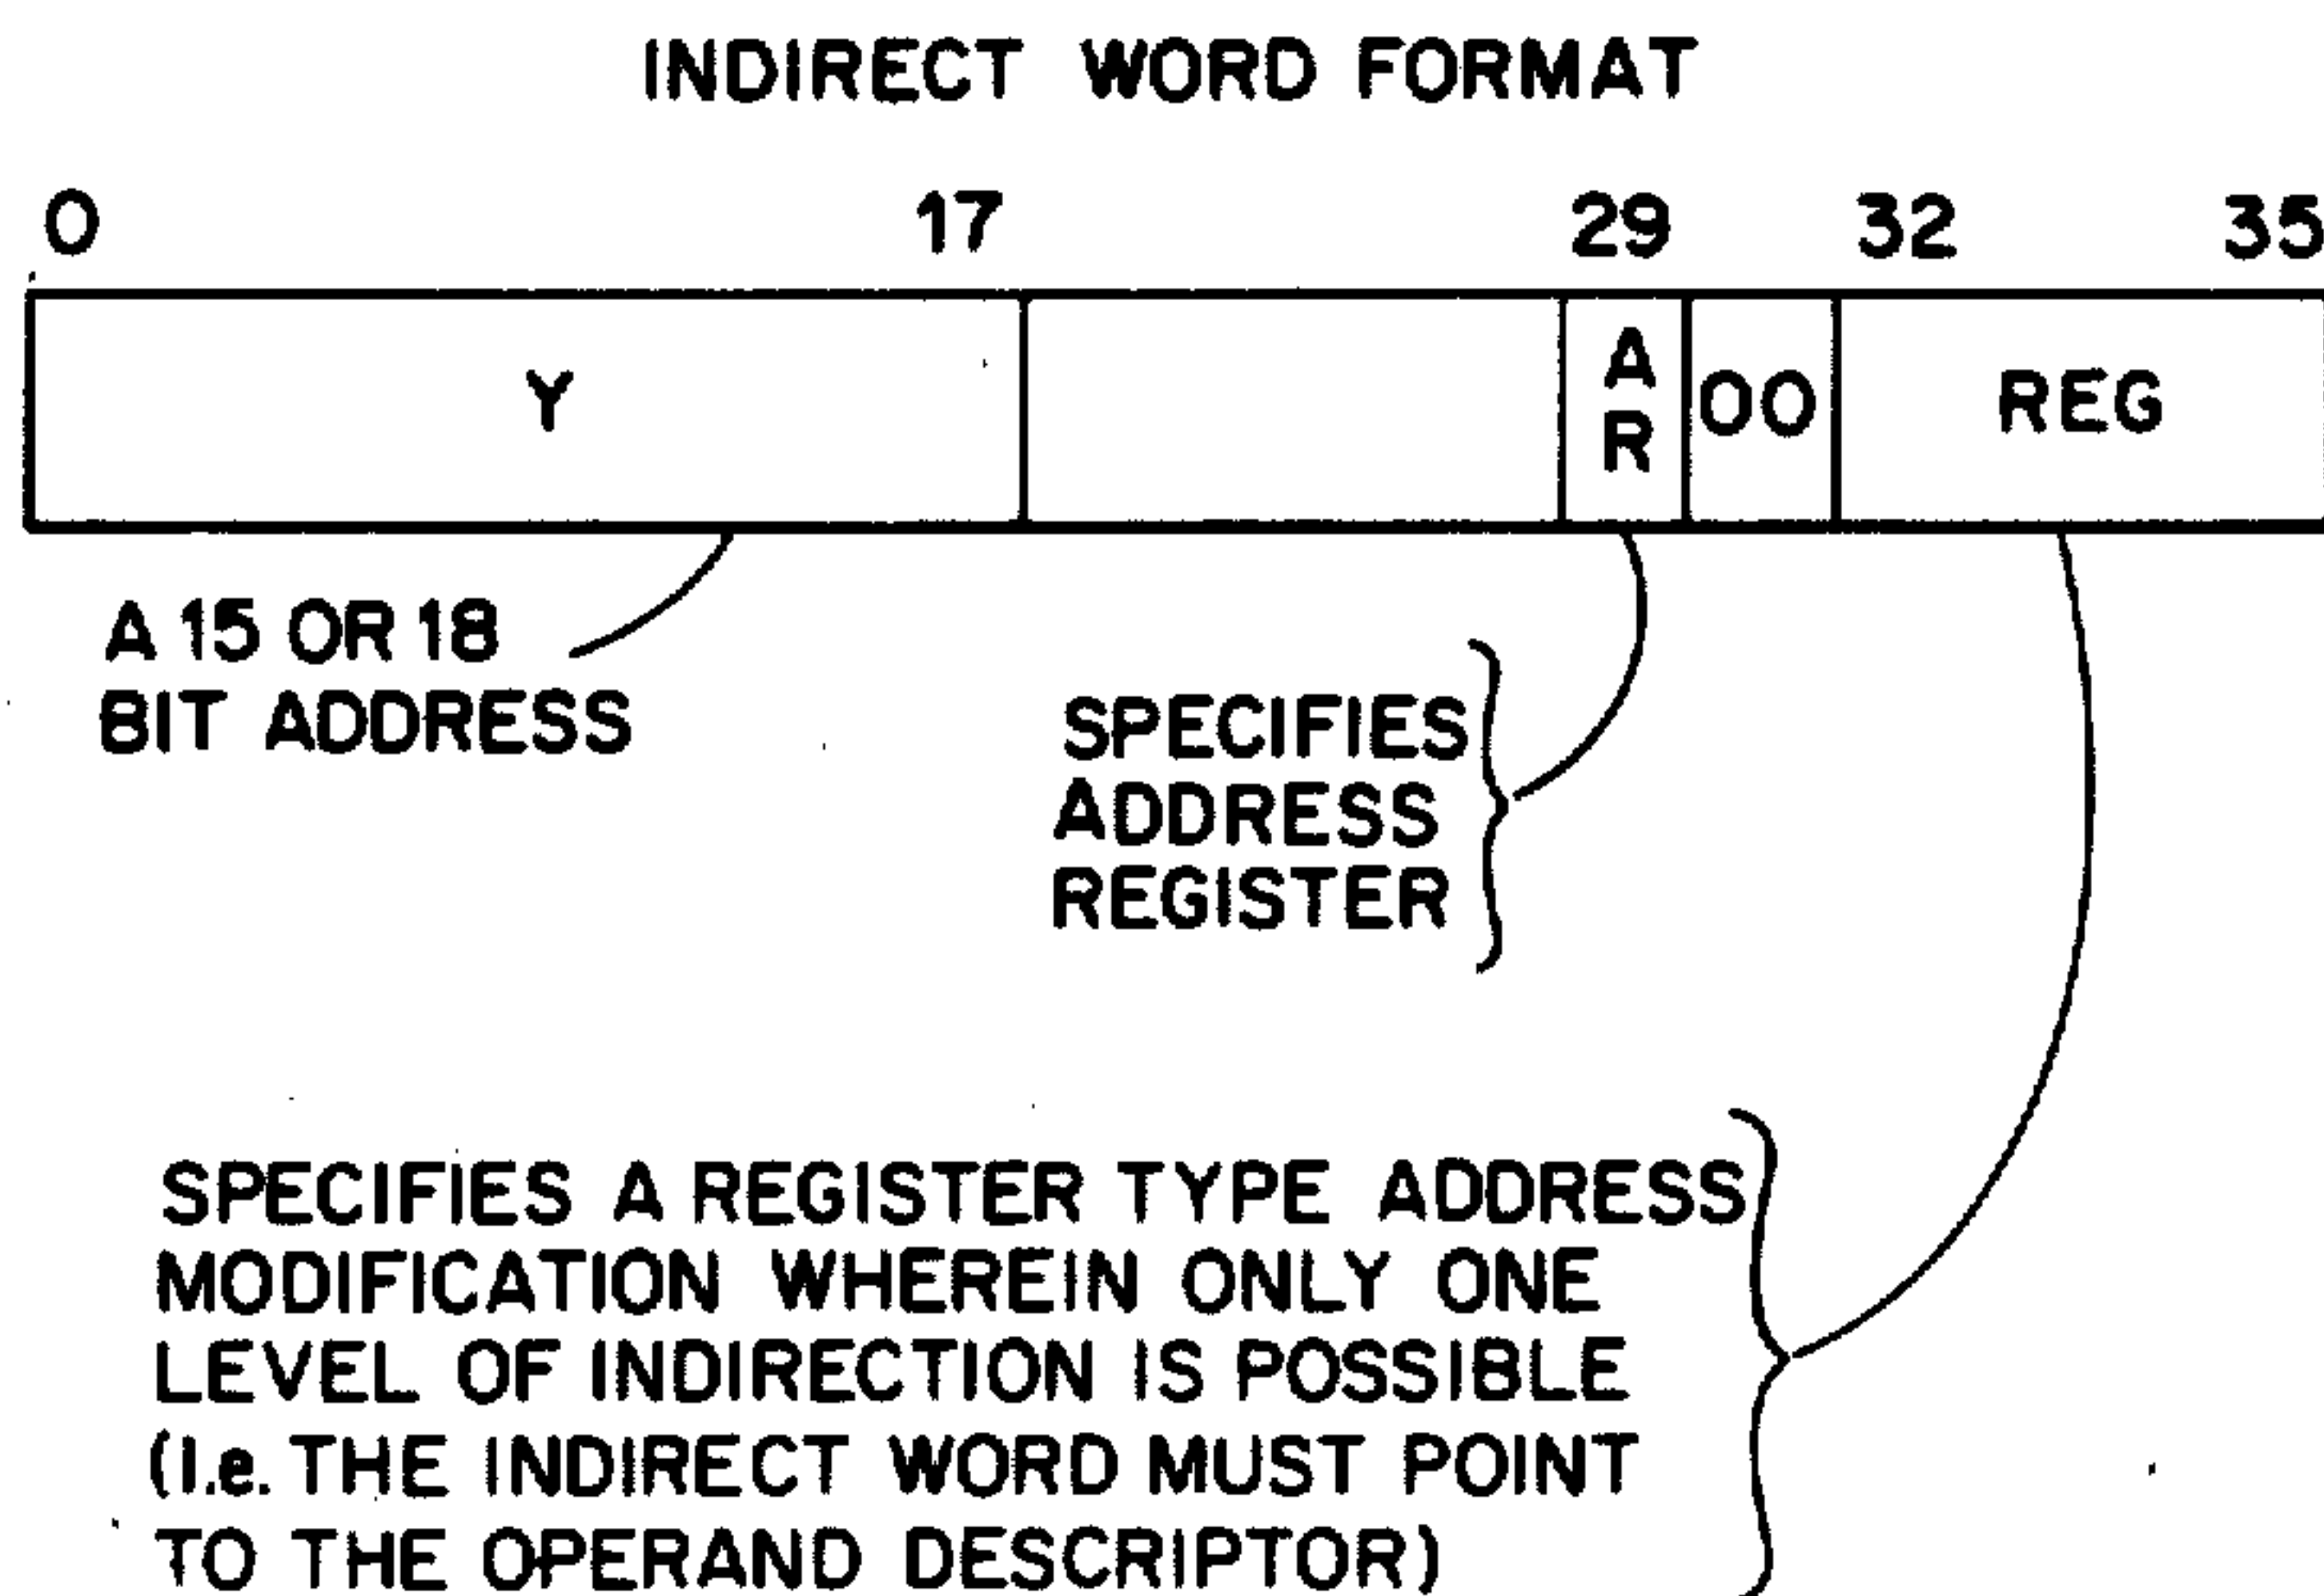 INDIRECT WORD FORMAT
0 17 29 32 35
Y AR 00 REG
A 15 OR 18
BIT ADDRESS
SPECIFIES
ADDRESS
REGISTER
SPECIFIES A REGISTER TYPE ADDRESS
MODIFICATION WHEREIN ONLY ONE
LEVEL OF INDIRECTION IS POSSIBLE
(I.e. THE INDIRECT WORD MUST POINT
TO THE OPERAND DESCRIPTOR)